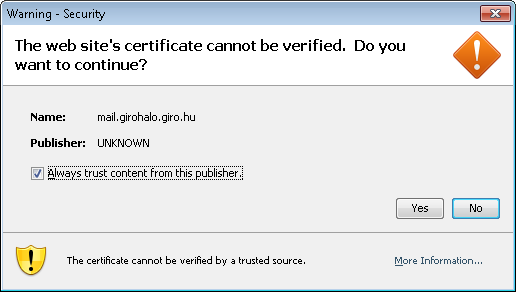 Warning - Security
The web site's certificate cannot be verified. Do you
want to continue?
Name: mail.girohalo.giro.hu
Publisher: UNKNOWN
Always trust content from this publisher.
Yes No
The certificate cannot be verified by a trusted source. More Information...